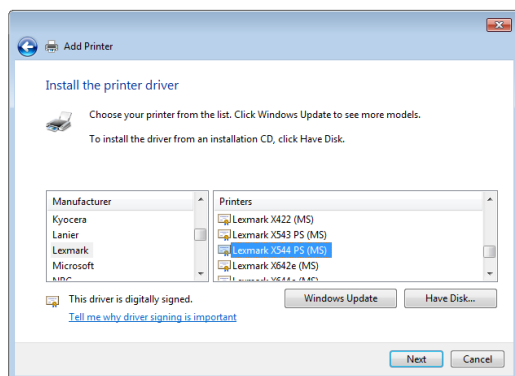 Add Printer
Install the printer driver
Choose your printer from the list. Click Windows Update to see more models.
To install the driver from an installation CD, click Have Disk.
Manufacturer
Kyocera
Lanier
Lexmark
Microsoft
Printers
Lexmark X422 (MS)
Lexmark X543 PS (MS)
Lexmark X544 PS (MS)
Lexmark X642e (MS)
This driver is digitally signed.
Tell me why driver signing is important
Windows Update
Have Disk...
Next
Cancel